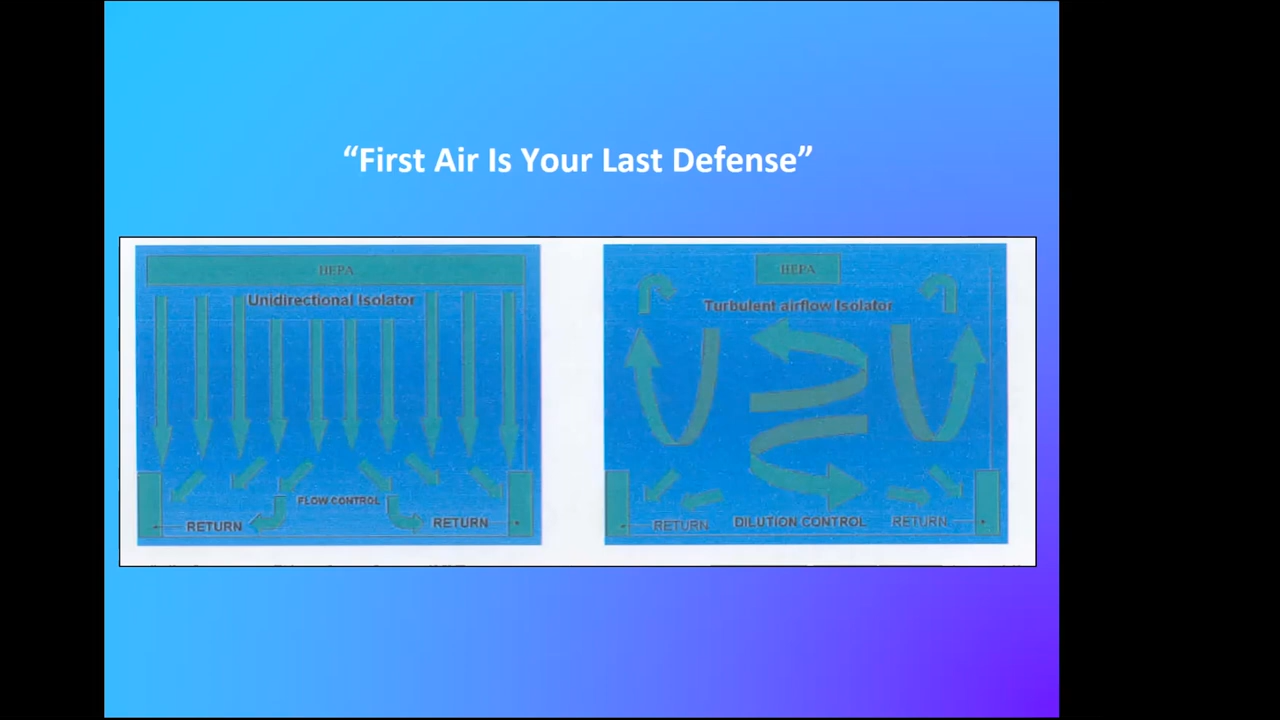 “First Air Is Your Last Defense”
HEPA
Unidirectional Isolator
FLOW CONTROL
RETURN
RETURN
HEPA
Turbulent airflow Isolator
RETURN
DILUTION CONTROL
RETURN